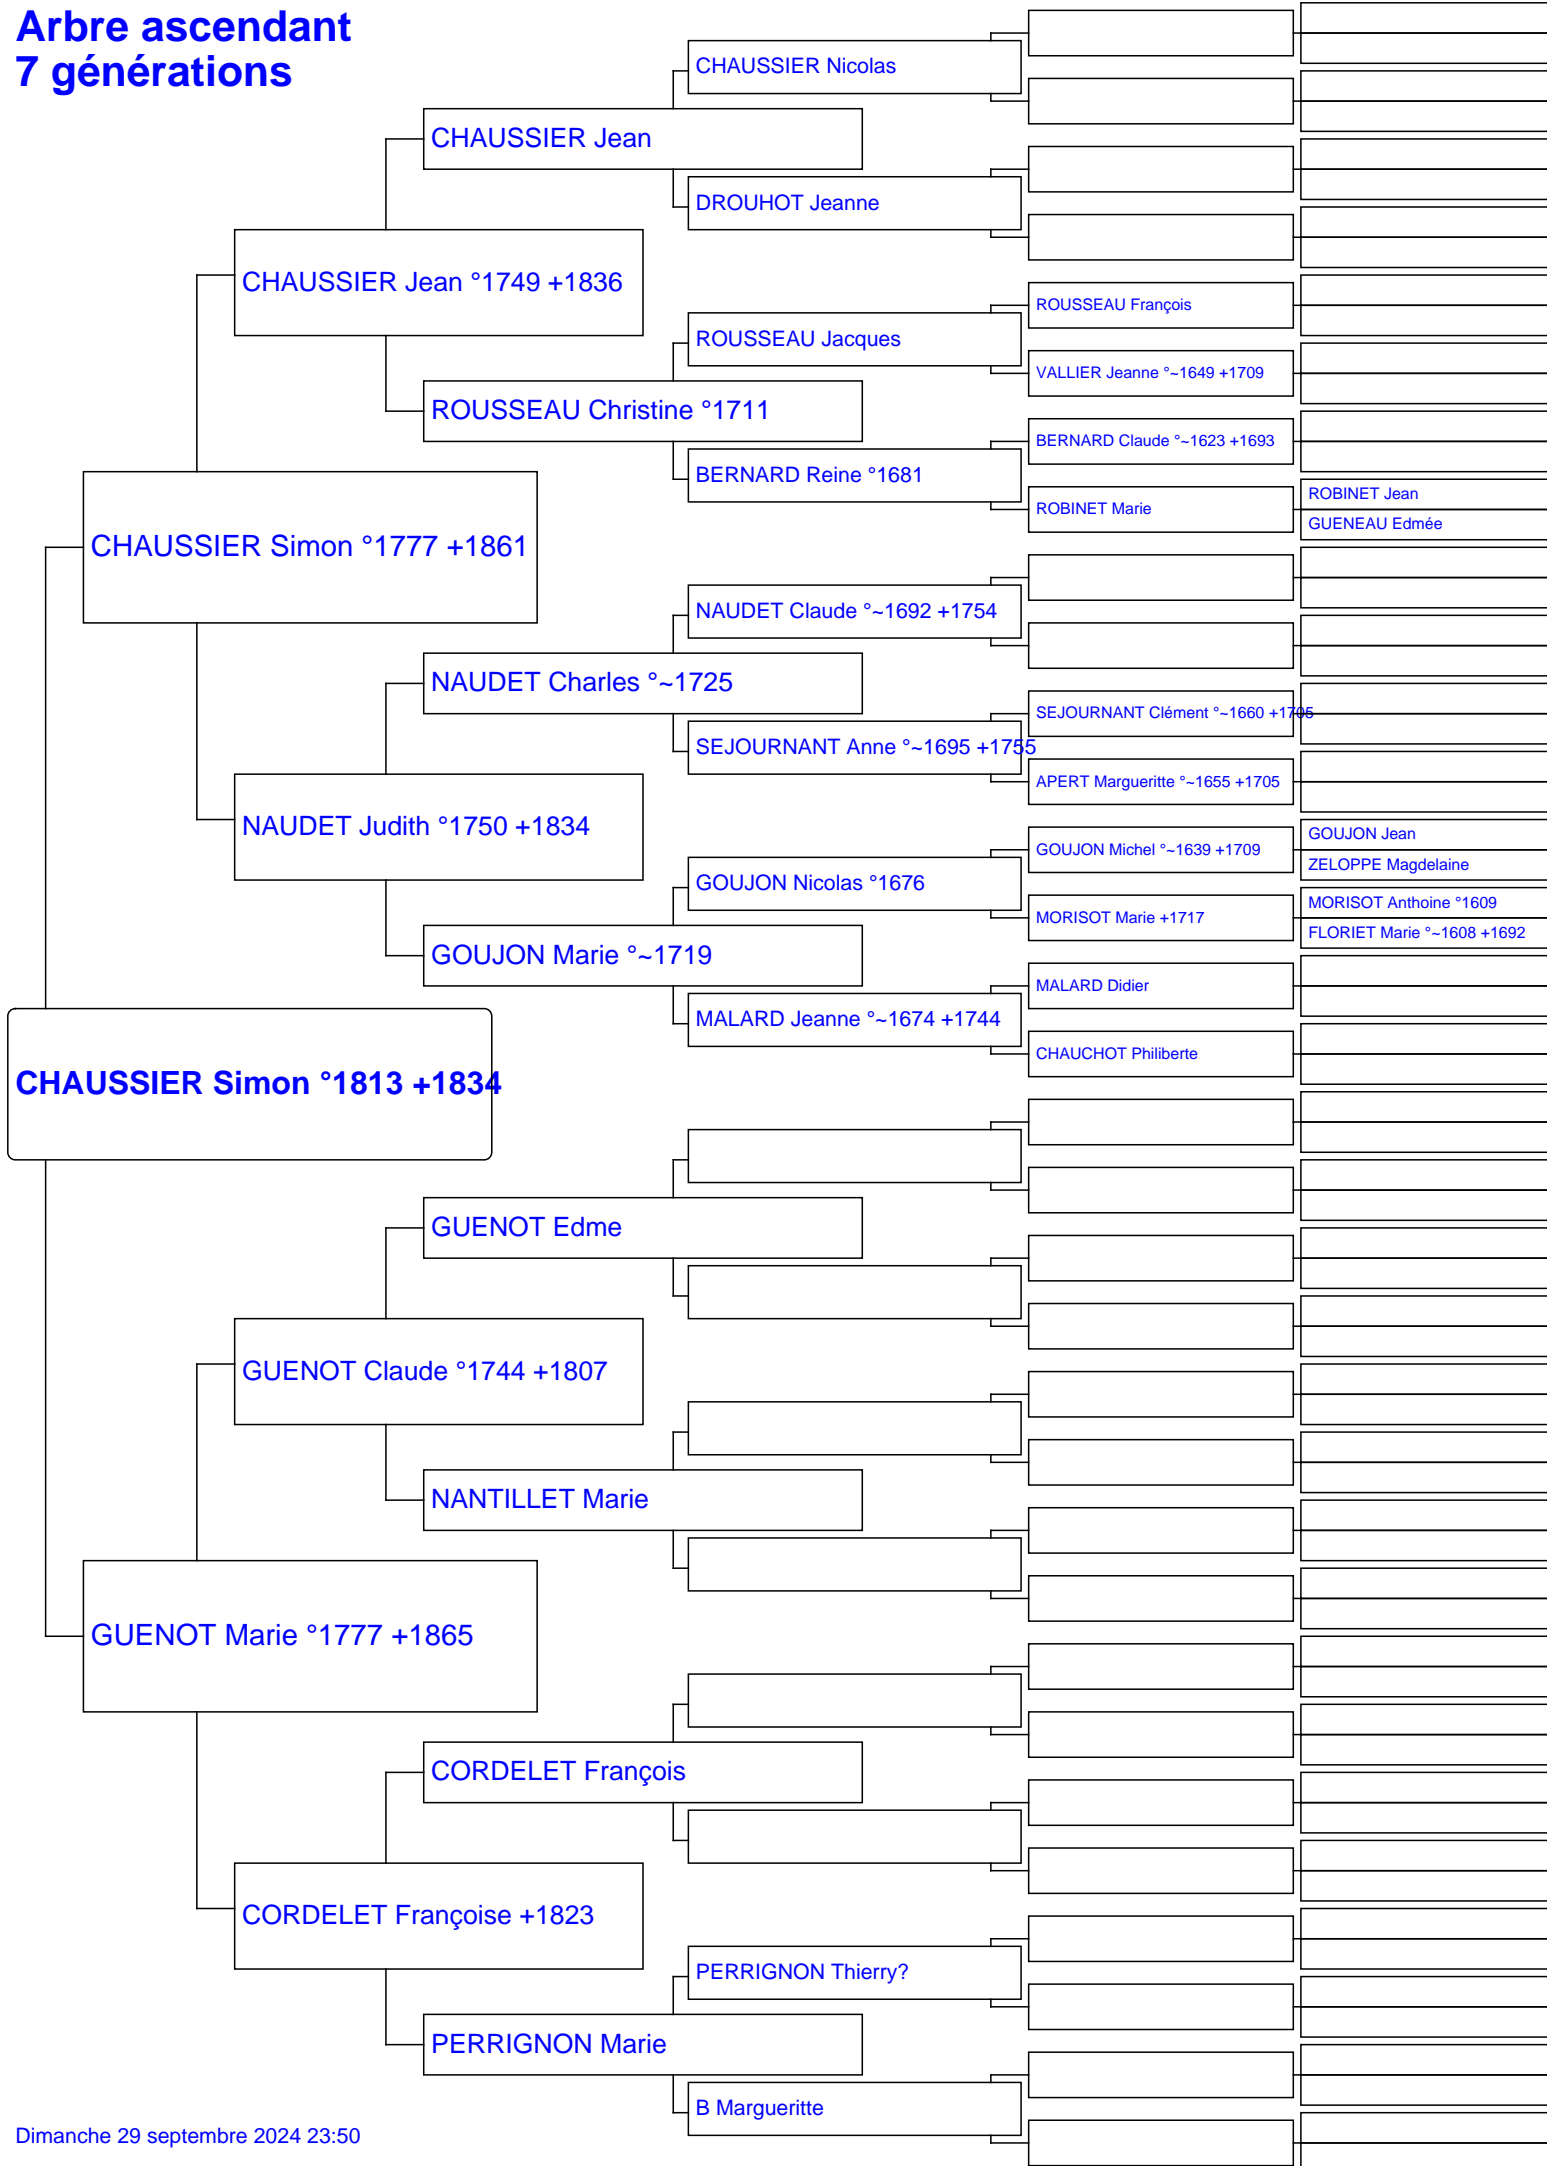 Arbre ascendant
7 générations
CHAUSSIER Nicolas
CHAUSSIER Jean
DROUHOT Jeanne
CHAUSSIER Jean °1749 +1836
ROUSSEAU François
ROUSSEAU Jacques
VALLIER Jeanne °~1649 +1709
ROUSSEAU Christine °1711
BERNARD Claude °~1623 +1693
BERNARD Reine °1681
ROBINET Jean
ROBINET Marie
GUENEAU Edmée
CHAUSSIER Simon °1777 +1861
NAUDET Claude °~1692 +1754
NAUDET Charles °~1725
SEJOURNANT Clément °~1660 +1705
SEJOURNANT Anne °~1695 +1755
APERT Margueritte °~1655 +1705
NAUDET Judith °1750 +1834
GOUJON Jean
GOUJON Michel °~1639 +1709
ZELOPPE Magdelaine
GOUJON Nicolas °1676
MORISOT Anthoine °1609
MORISOT Marie +1717
FLORIET Marie °~1608 +1692
GOUJON Marie °~1719
MALARD Didier
MALARD Jeanne °~1674 +1744
CHAUCHOT Philiberte
CHAUSSIER Simon °1813 +1834
GUENOT Edme
GUENOT Claude °1744 +1807
NANTILLET Marie
GUENOT Marie °1777 +1865
CORDELET François
CORDELET Françoise +1823
PERRIGNON Thierry?
PERRIGNON Marie
B Margueritte
Dimanche 29 septembre 2024 23:50